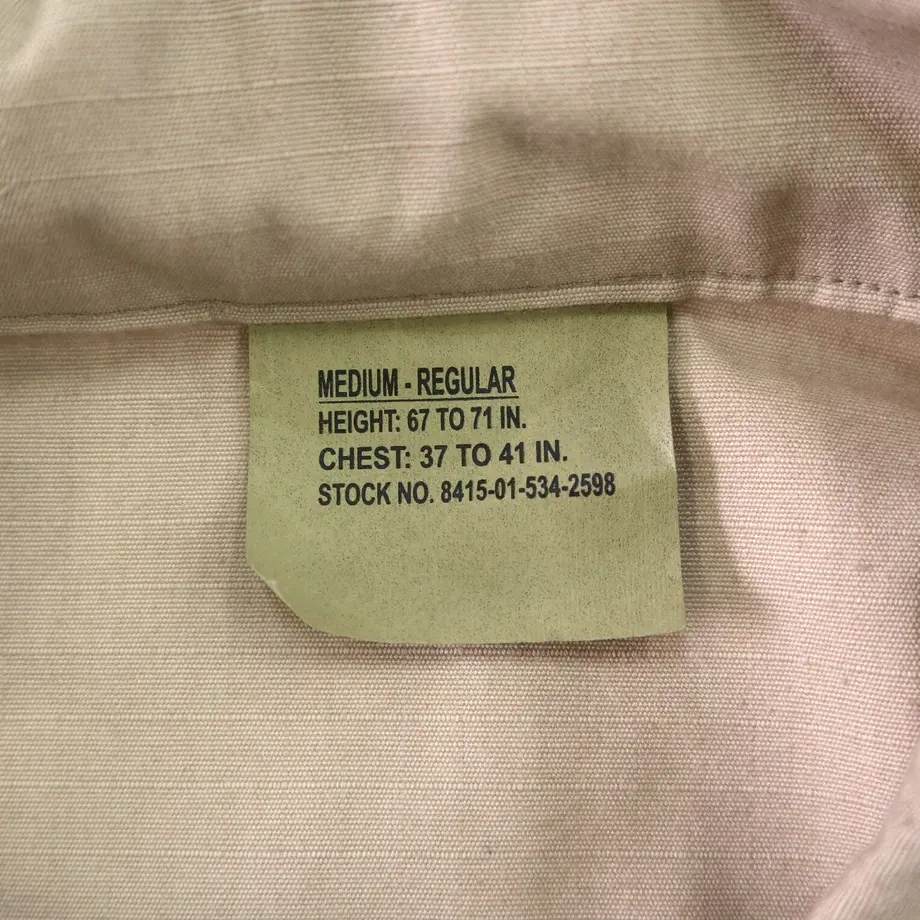 MEDIUM - REGULAR
HEIGHT: 67 TO 71 IN.
CHEST: 37 TO 41 IN.
STOCK NO. 8415-01-534-2598